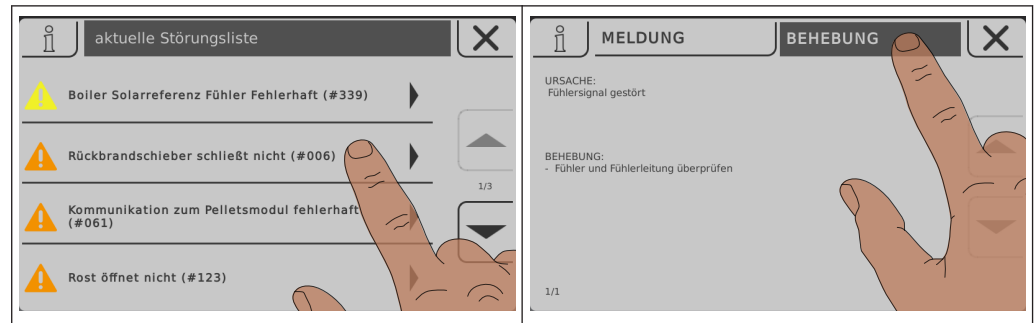 aktuelle Störungsliste
Boiler Solarreferenz Fühler Fehlerhaft (#339)
Rückbrandschieber schließt nicht (#006)
1/3
Kommunikation zum Pelletsmodul fehlerhaft
(#061)
Rost öffnet nicht (#123)
MELDUNG
BEHEBUNG
URSACHE:
Fühlersignal gestört
BEHEBUNG:
- Fühler und Fühlerleitung überprüfen
1/1